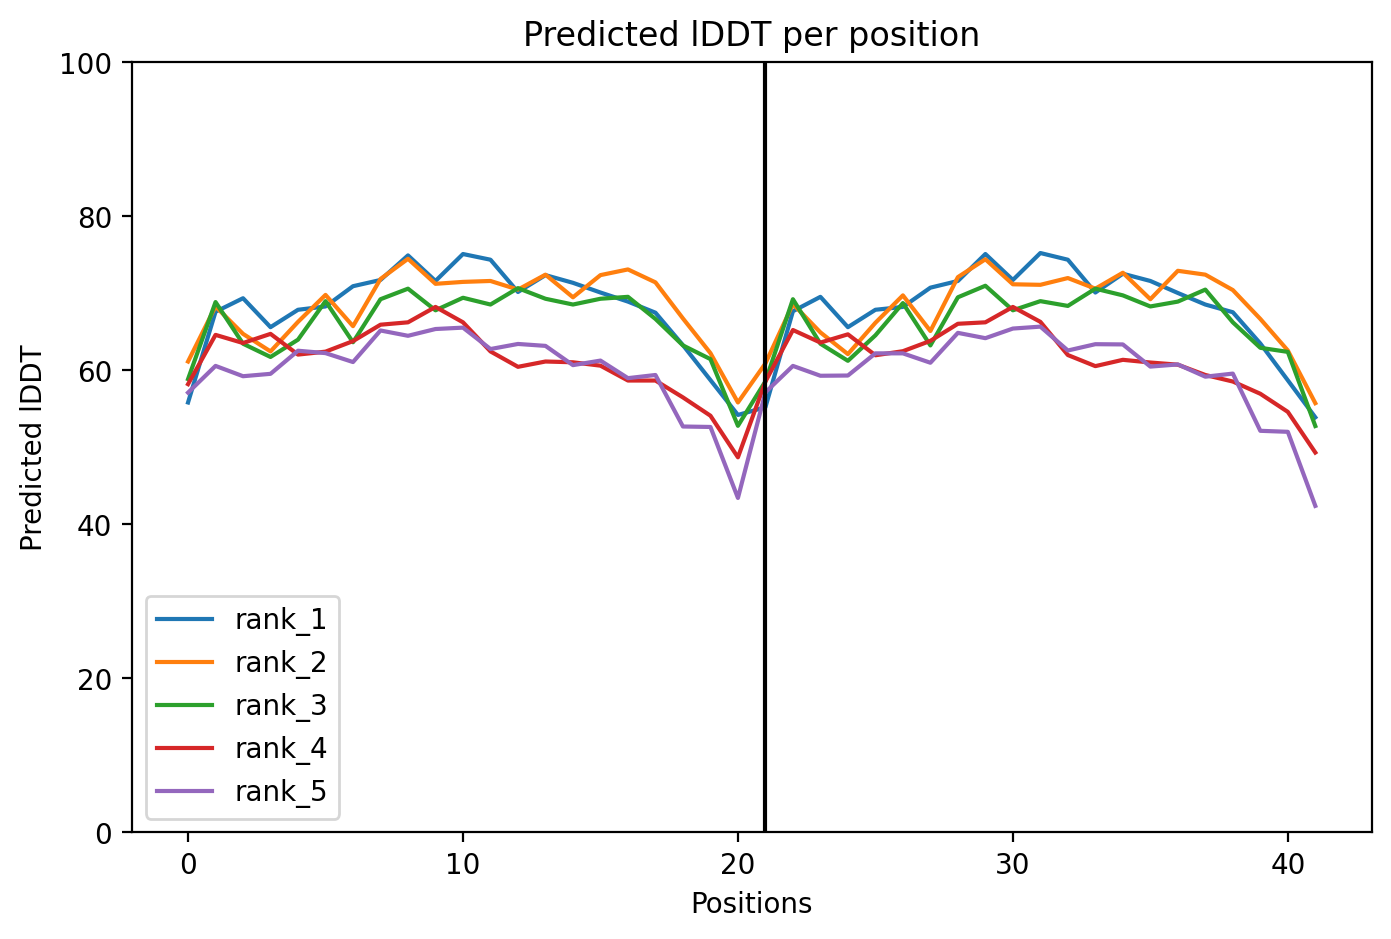 Predicted lDDT per position
Predicted lDDT
100
80
60
40
20
0
rank_1
rank_2
rank_3
rank_4
rank_5
0 10 20 30 40
Positions